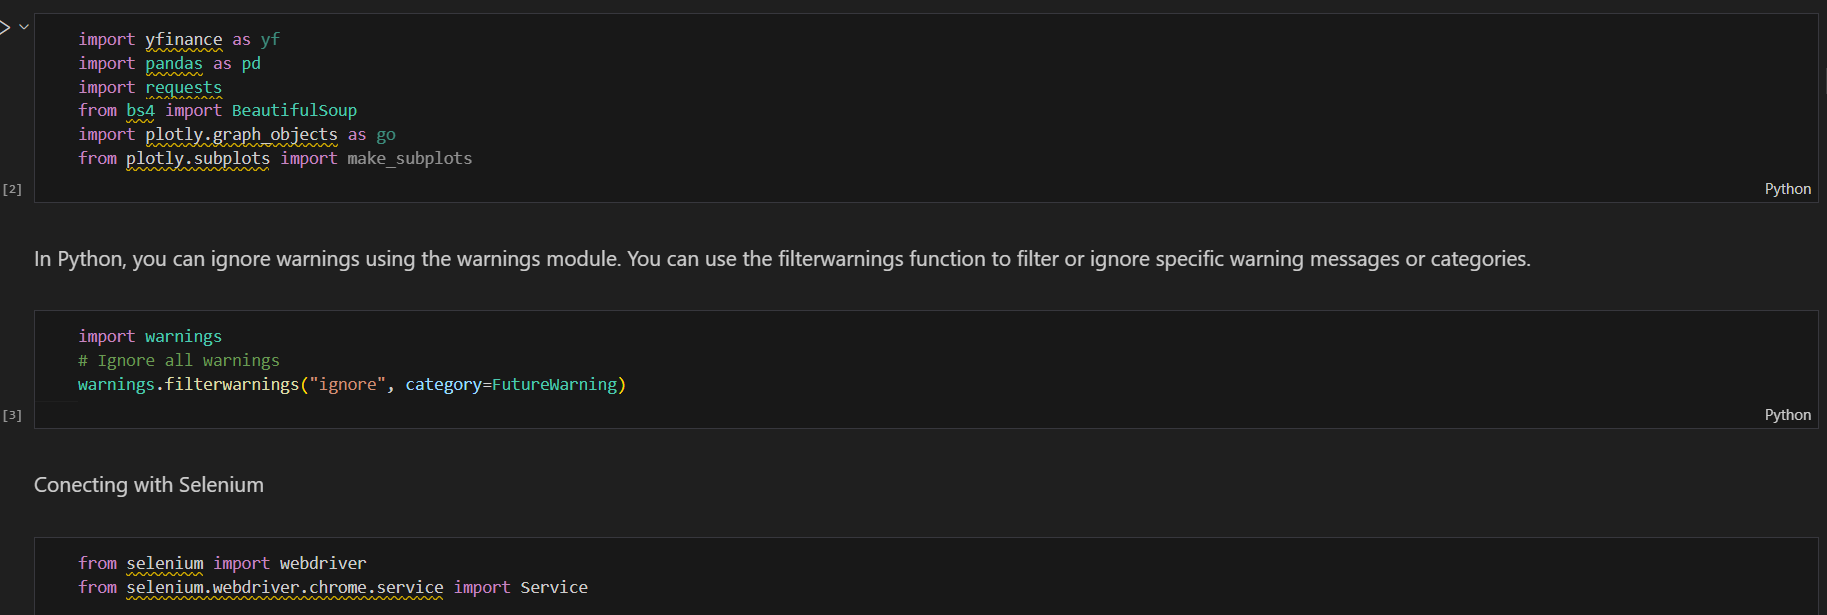 import yfinance as yf
import pandas as pd
import requests
from bs4 import BeautifulSoup
import plotly.graph_objects as go
from plotly.subplots import make_subplots
[2]
Python
In Python, you can ignore warnings using the warnings module. You can use the filterwarnings function to filter or ignore specific warning messages or categories.
import warnings
# Ignore all warnings
warnings.filterwarnings("ignore", category=FutureWarning)
[3]
Python
Conecting with Selenium
from selenium import webdriver
from selenium.webdriver.chrome.service import Service